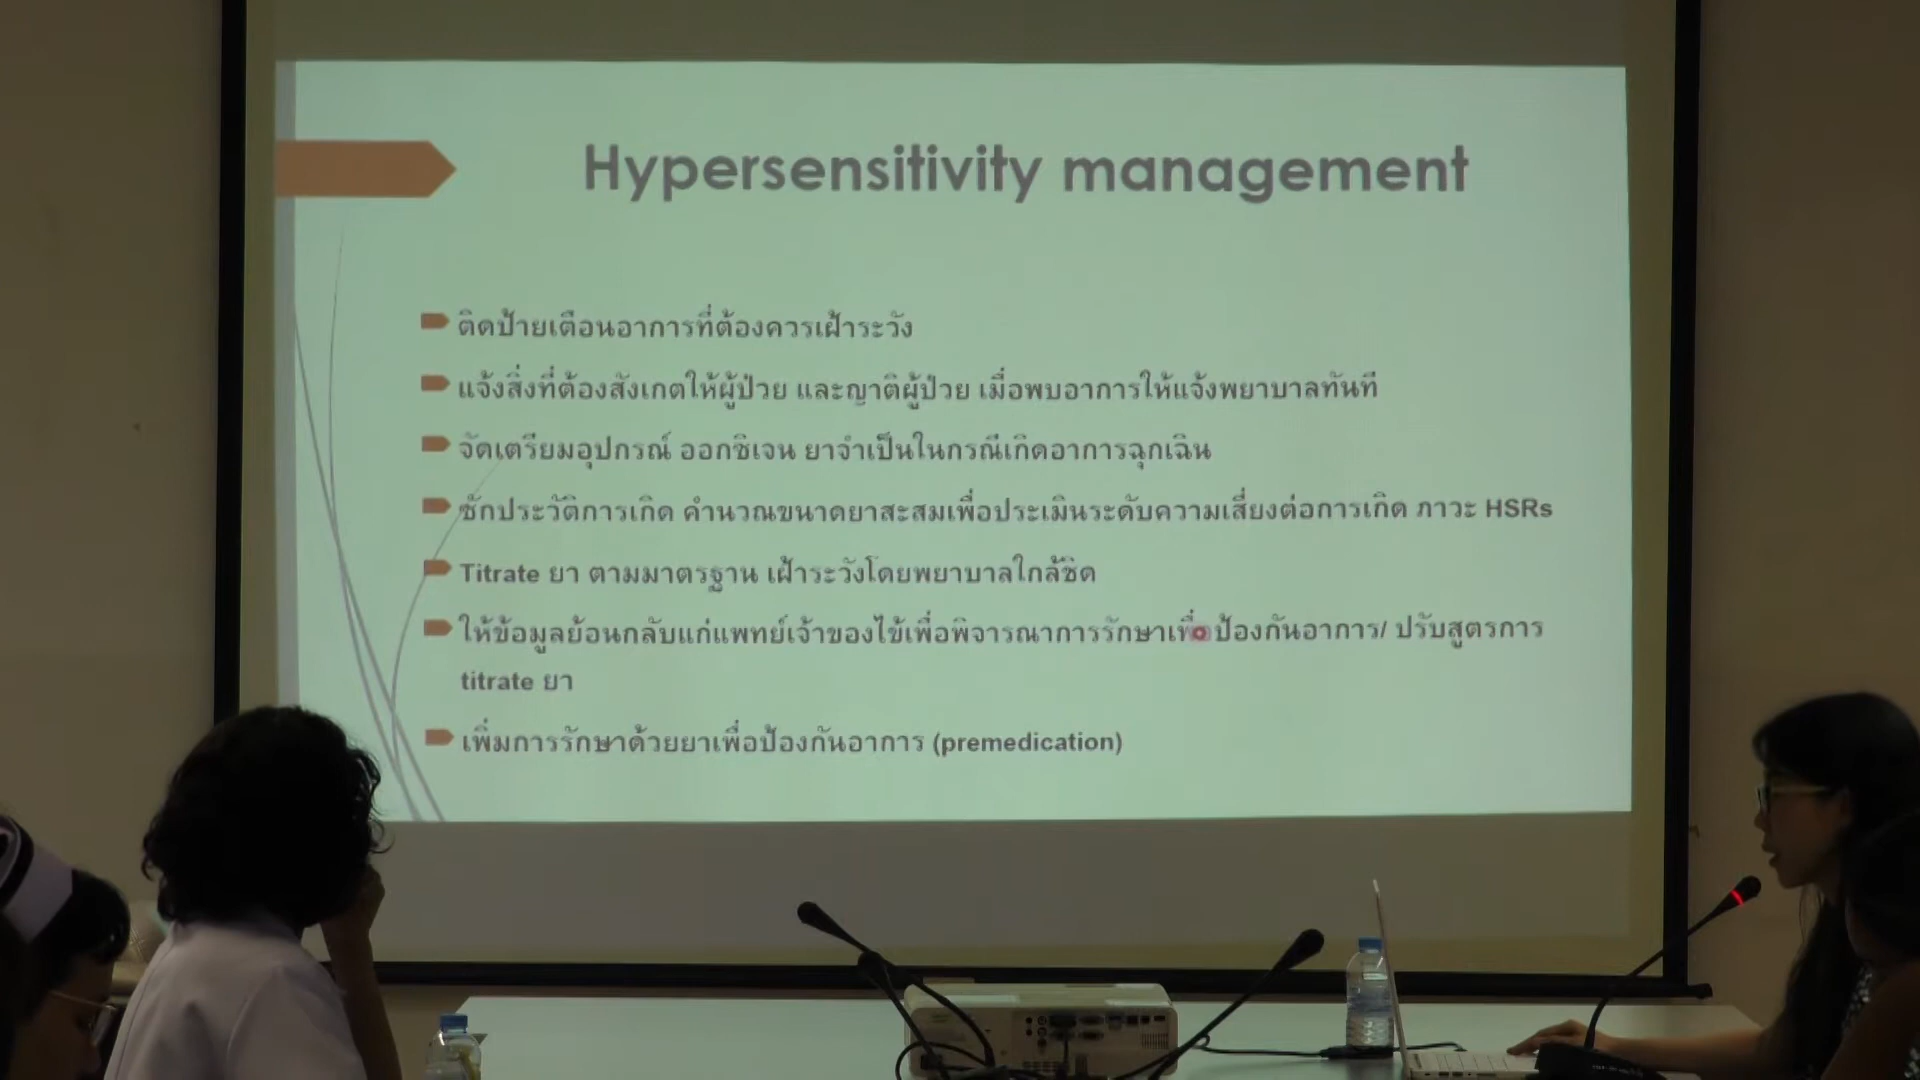 Hypersensitivity management
ติดป้ายเตือนอาการที่ต้องควรเฝ้าระวัง
แจ้งสิ่งที่ต้องสังเกตให้ผู้ป่วย และญาติผู้ป่วย เมื่อพบอาการให้แจ้งพยาบาลทันที
จัดเตรียมอุปกรณ์ ออกซิเจน ยาจำเป็นในกรณีเกิดอาการฉุกเฉิน
ซักประวัติการเกิด คำนวณขนาดยาสะสมเพื่อประเมินระดับความเสี่ยงต่อการเกิด ภาวะ HSRs
Titrate ยา ตามมาตรฐาน เฝ้าระวังโดยพยาบาลใกล้ชิด
ให้ข้อมูลย้อนกลับแก่แพทย์เจ้าของไข้เพื่อพิจารณาการรักษาเพื่อป้องกันอาการ/ ปรับสูตรการ
titrate ยา
เพิ่มการรักษาด้วยยาเพื่อป้องกันอาการ (premedication)